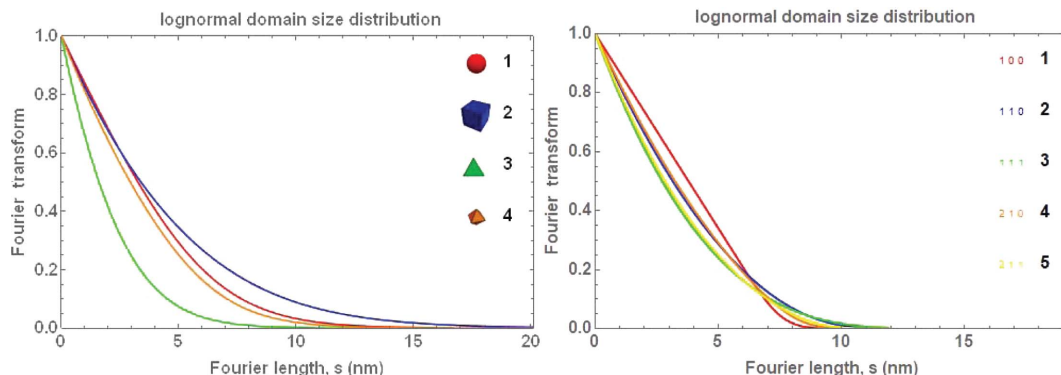 lognormal domain size distribution
1.0
0.8
0.6
0.4
0.2
0.0
Fourier transform
1
2
3
4
0
5
10
15
20
Fourier length, s (nm)
lognormal domain size distribution
1.0
0.8
0.6
0.4
0.2
0.0
Fourier transform
1 0 0 1
1 1 0 2
1 1 1 3
2 1 0 4
2 1 1 5
0
5
10
15
Fourier length, s (nm)